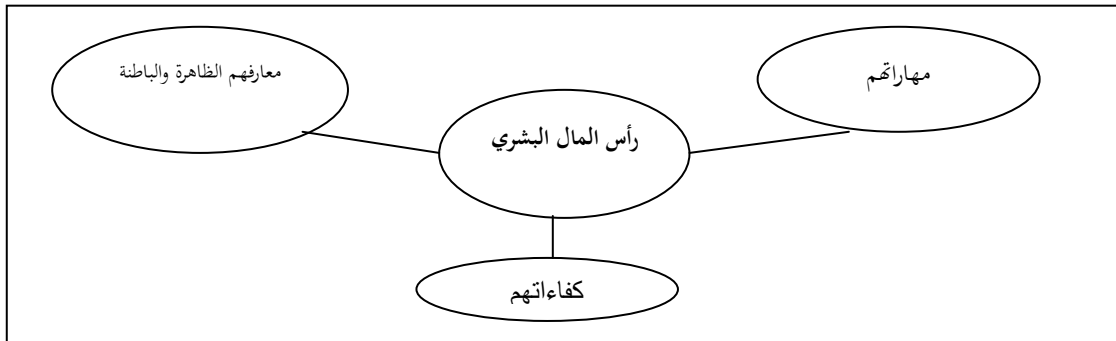 مهاراتهم
معارفهم الظاهرة والباطنة
رأس المال البشري
كفاءاتهم